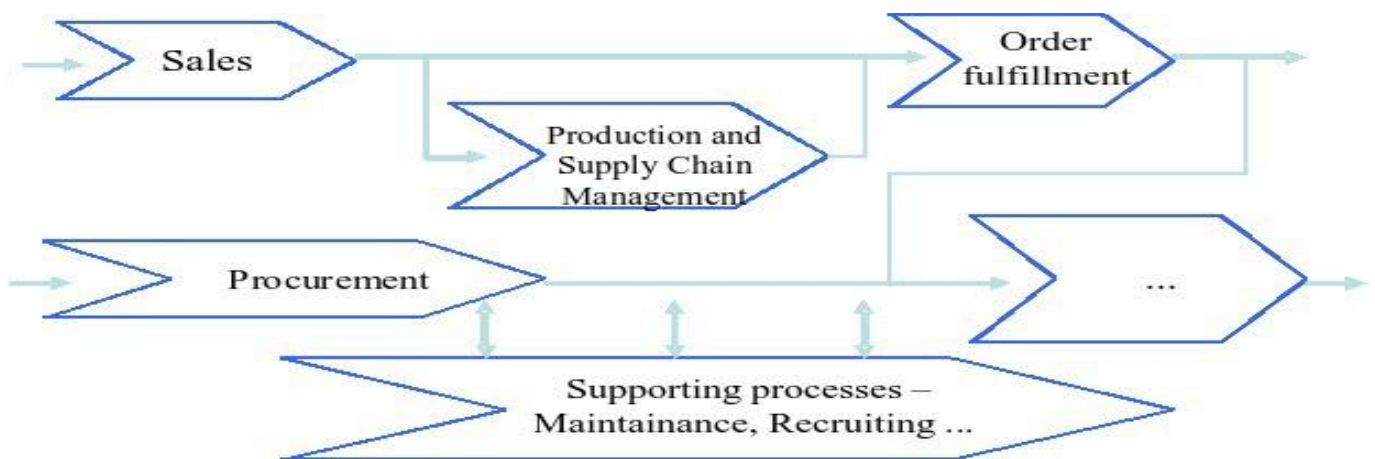 Sales
Order
fulfillment
Production and
Supply Chain
Management
Procurement
...
Supporting processes –
Maintainance, Recruiting ...